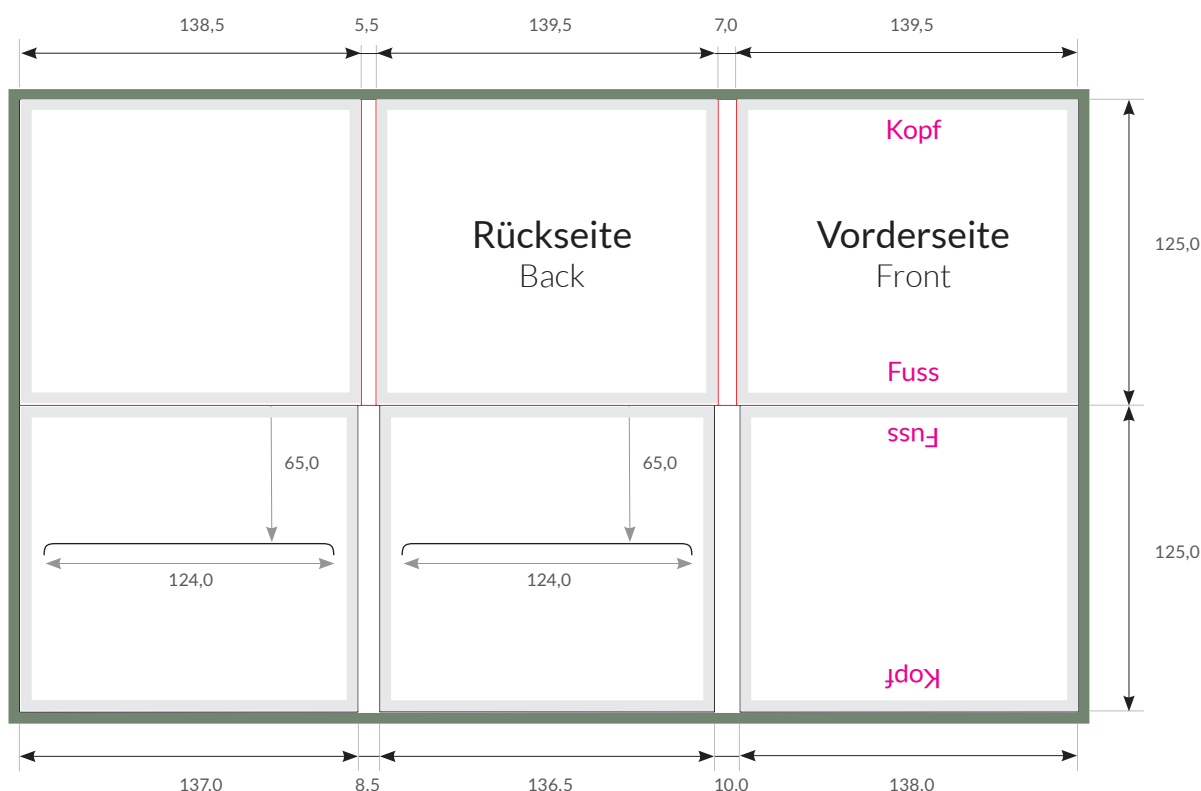 138,5
5,5
139,5
7,0
139,5
Kopf
Rückseite
Back
Vorderseite
Front
125,0
Fuss
Fuss
65,0
65,0
124,0
124,0
125,0
Kopf
137.0
8.5
136.5
10.0
138.0